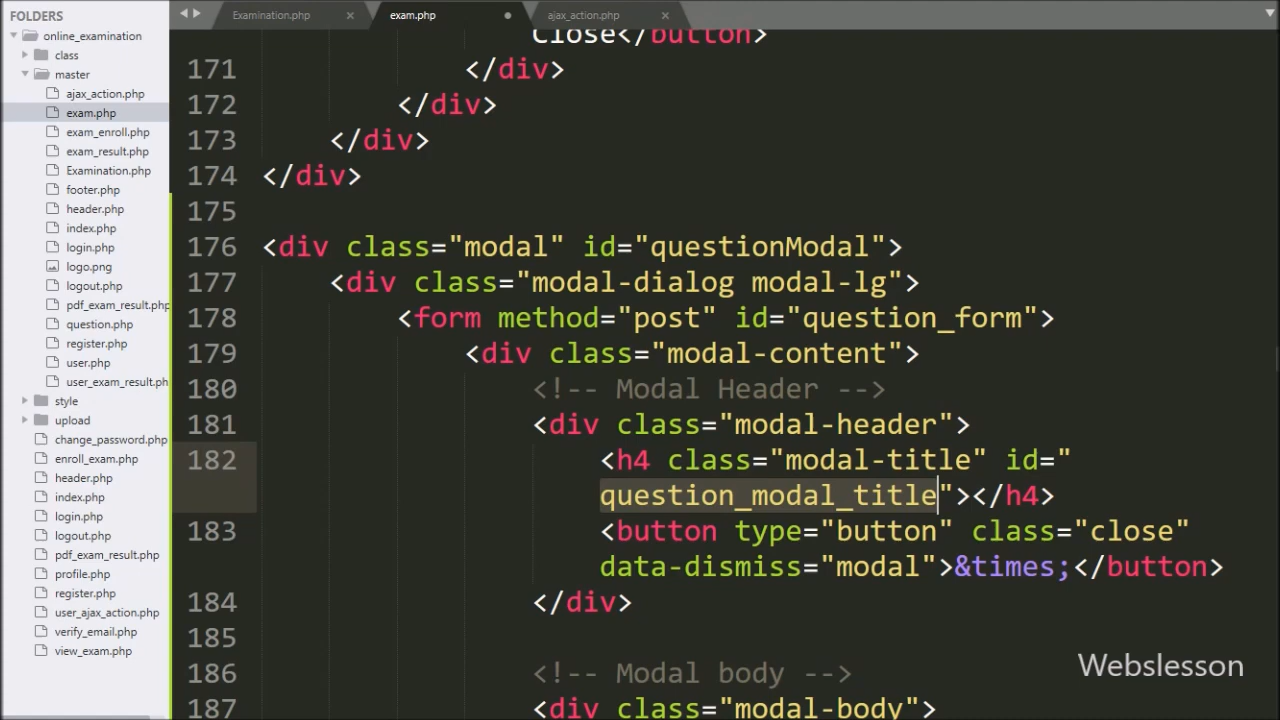 FOLDERS
online_examination
class
master
ajax_action.php
exam.php
exam_enroll.php
exam_result.php
Examination.php
footer.php
header.php
index.php
login.php
logo.png
logout.php
pdf_exam_result.php
question.php
register.php
user.php
user_exam_result.ph
style
upload
change_password.php
enroll_exam.php
header.php
index.php
login.php
logout.php
pdf_exam_result.php
profile.php
register.php
user_ajax_action.php
verify_email.php
view_exam.php
Examination.php ×
exam.php
ajax_action.php ×
Close</button>
171 </div>
172 </div>
173 </div>
174 </div>
175
176 <div class="modal" id="questionModal">
177 <div class="modal-dialog modal-lg">
178 <form method="post" id="question_form">
179 <div class="modal-content">
180 <!-- Modal Header -->
181 <div class="modal-header">
182 <h4 class="modal-title" id="
question_modal_title"></h4>
183 <button type="button" class="close"
data-dismiss="modal">&times;</button>
184 </div>
185
186 <!-- Modal body -->
187 <div class="modal-body">
Webslesson